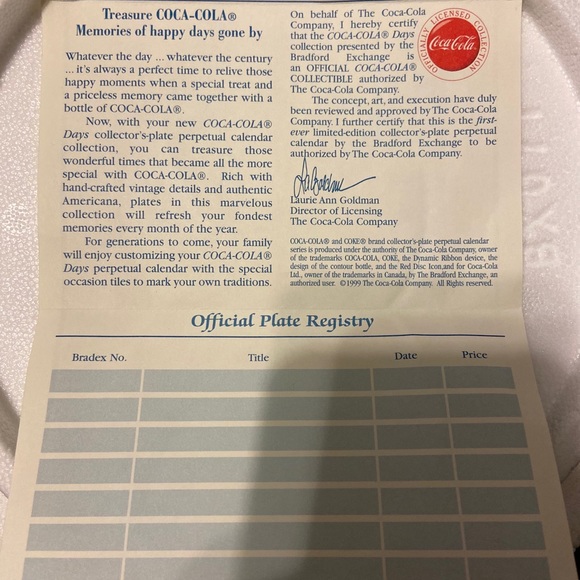 Treasure COCA-COLA®
Memories of happy days gone by
Whatever the day ... whatever the century
... it's always a perfect time to relive those
happy moments when a special treat and
a priceless memory came together with a
bottle of COCA-COLA®.
Now, with your new COCA-COLA®
Days collector's-plate perpetual calendar
collection, you can treasure those
wonderful times that became all the more
special with COCA-COLA®. Rich with
hand-crafted vintage details and authentic
Americana, plates in this marvelous
collection will refresh your fondest
memories every month of the year.
For generations to come, your family
will enjoy customizing your COCA-COLA®
Days perpetual calendar with the special
occasion tiles to mark your own traditions.
On behalf of The Coca-Cola
Company, I hereby certify
that the COCA-COLA® Days
collection presented by the
Bradford Exchange is
an OFFICIAL COCA-COLA®
COLLECTIBLE authorized by
The Coca-Cola Company.
The concept, art, and execution have duly
been reviewed and approved by The Coca-Cola
Company. I further certify that this is the first-
ever limited-edition collector's-plate perpetual
calendar by the Bradford Exchange to be
authorized by The Coca-Cola Company.
OFFICIALLY LICENSED COLLECTION
Coca-Cola
Laurie Ann Goldman
Director of Licensing
The Coca-Cola Company
COCA-COLA® and COKE® brand collector's-plate perpetual calendar
series is produced under the authority of The Coca-Cola Company, owner
of the trademarks COCA-COLA, COKE, the Dynamic Ribbon device, the
design of the contour bottle, and the Red Disc Icon,and for Coca-Cola
Ltd., owner of the trademarks in Canada, by The Bradford Exchange, an
authorized user. ©1999 The Coca-Cola Company. All Rights reserved.
Official Plate Registry
Bradex No. Title Date Price